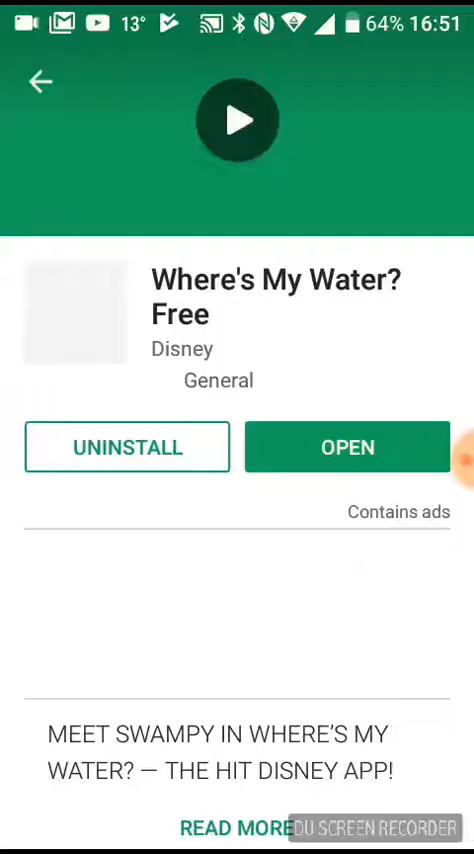 13° 64% 16:51
Where's My Water?
Free
Disney
General
UNINSTALL
OPEN
Contains ads
MEET SWAMPY IN WHERE’S MY
WATER? — THE HIT DISNEY APP!
READ MORE
DU SCREEN RECORDER